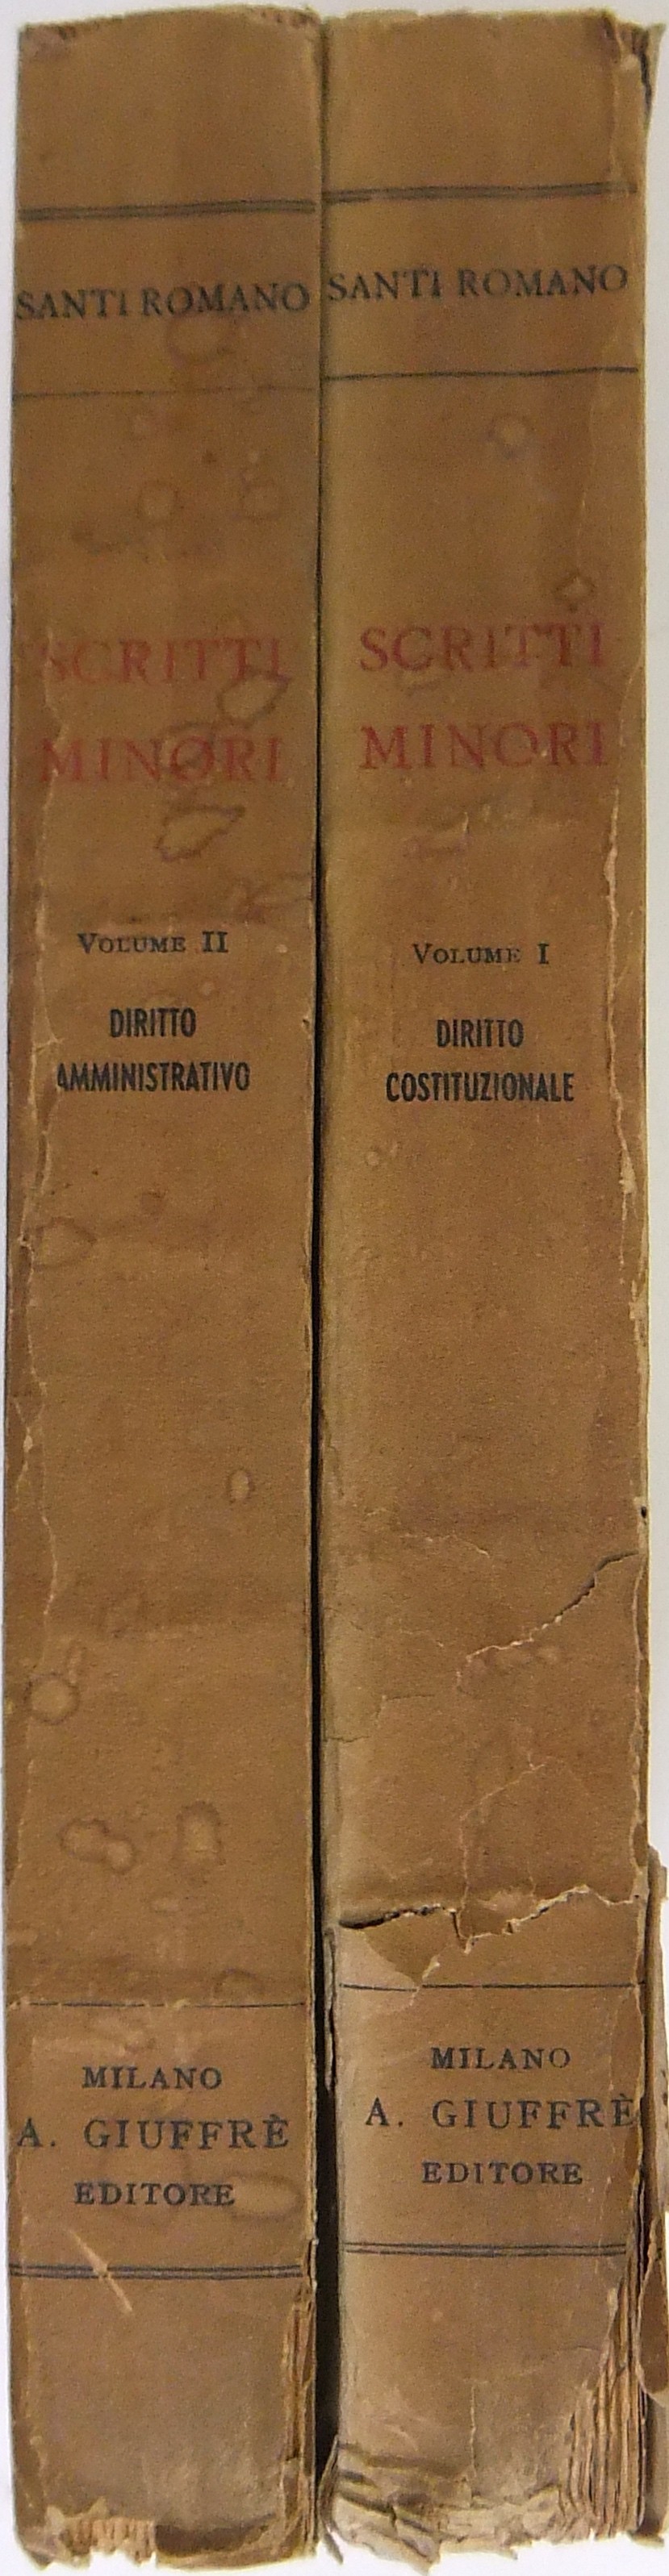 SANTI ROMANO
SCRITTI
MINORI
VOLUME II
DIRITTO
AMMINISTRATIVO
MILANO
A. GIUFFRÈ
EDITORE
SANTI ROMANO
SCRITTI
MINORI
VOLUME I
DIRITTO
COSTITUZIONALE
MILANO
A. GIUFFRÈ
EDITORE